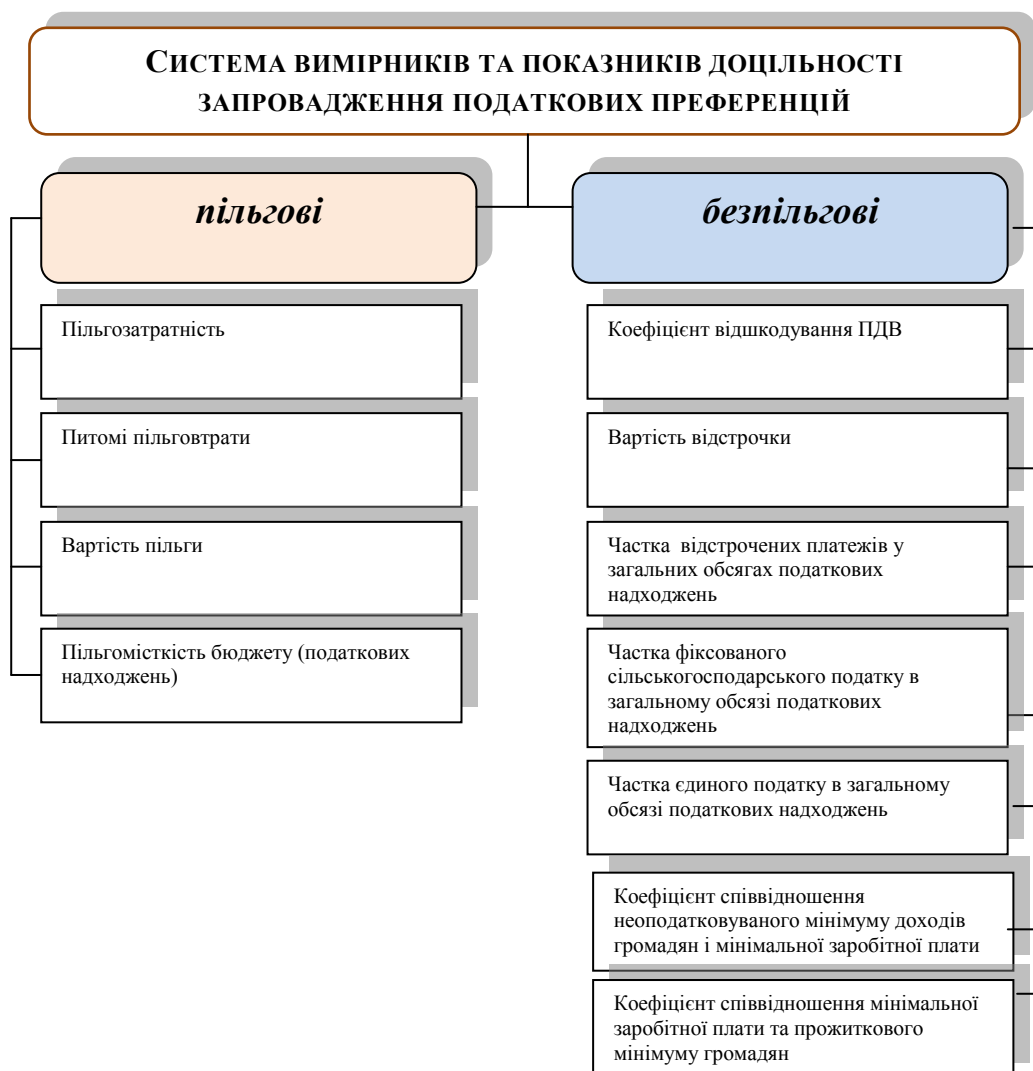 СИСТЕМА ВИМІРНИКІВ ТА ПОКАЗНИКІВ ДОЦІЛЬНОСТІ
ЗАПРОВАДЖЕННЯ ПОДАТКОВИХ ПРЕФЕРЕНЦІЙ
пільгові
Пільгозатратність
Питомі пільговтрати
Вартість пільги
Пільгомісткість бюджету (податкових
надходжень)
безпільгові
Коефіцієнт відшкодування ПДВ
Вартість відстрочки
Частка відстрочених платежів у
загальних обсягах податкових
надходжень
Частка фіксованого
сільськогосподарського податку в
загальному обсязі податкових
надходжень
Частка єдиного податку в загальному
обсязі податкових надходжень
Коефіцієнт співвідношення
неоподатковуваного мінімуму доходів
громадян і мінімальної заробітної плати
Коефіцієнт співвідношення мінімальної
заробітної плати та прожиткового
мінімуму громадян